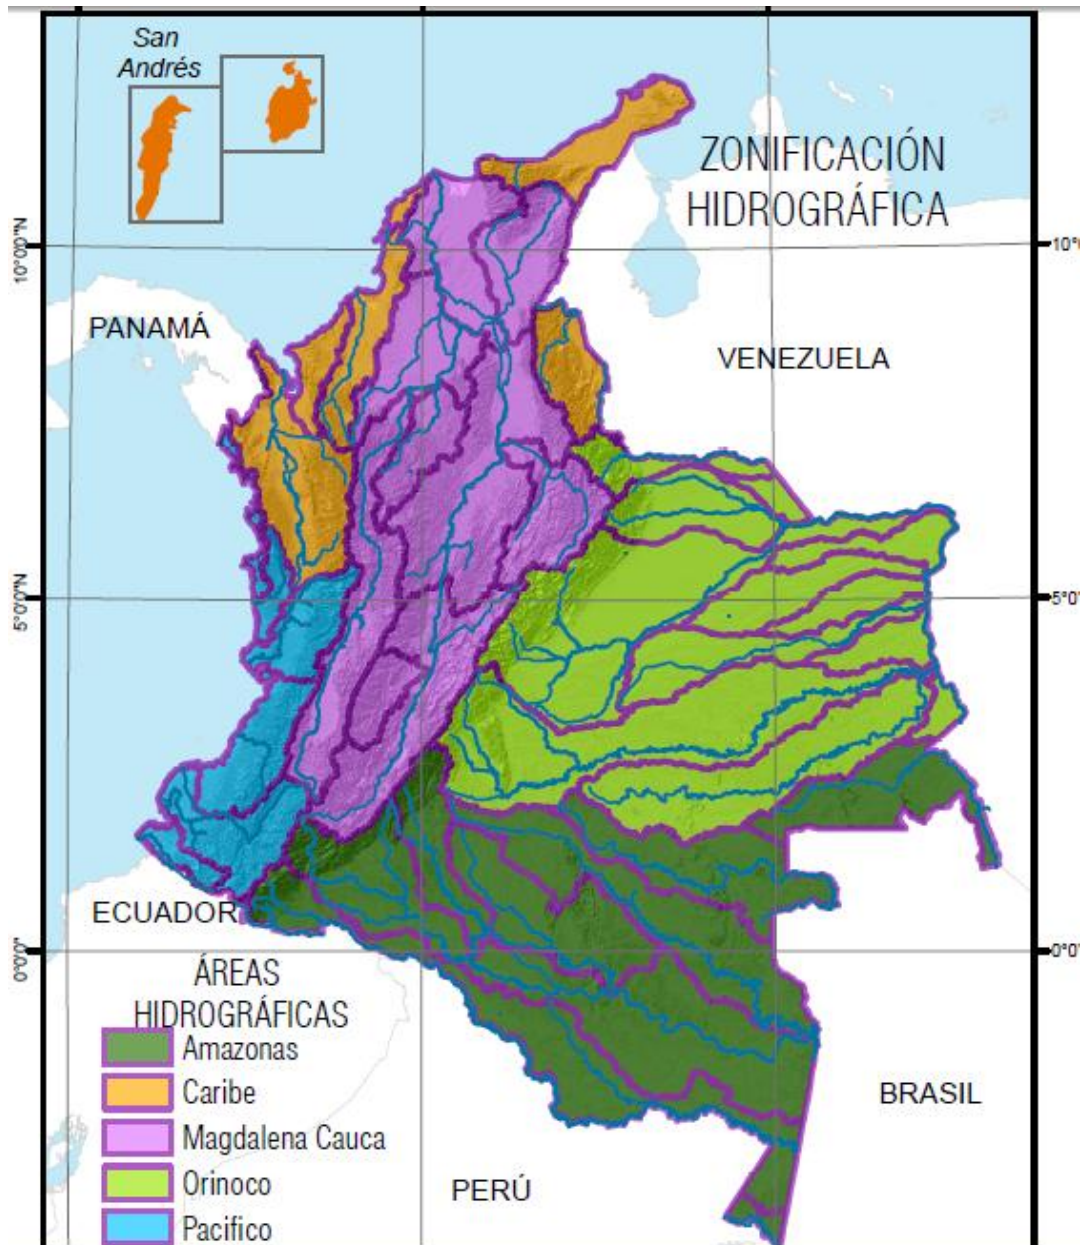 San
Andrés
ZONIFICACIÓN
HIDROGRÁFICA
10°0'0"N
10°0
PANAMÁ
VENEZUELA
5°0'0"N
5°0'
ECUADOR
0°0'0"
0°0'
ÁREAS
HIDROGRÁFICAS
Amazonas
Caribe
Magdalena Cauca
Orinoco
Pacifico
BRASIL
PERÚ